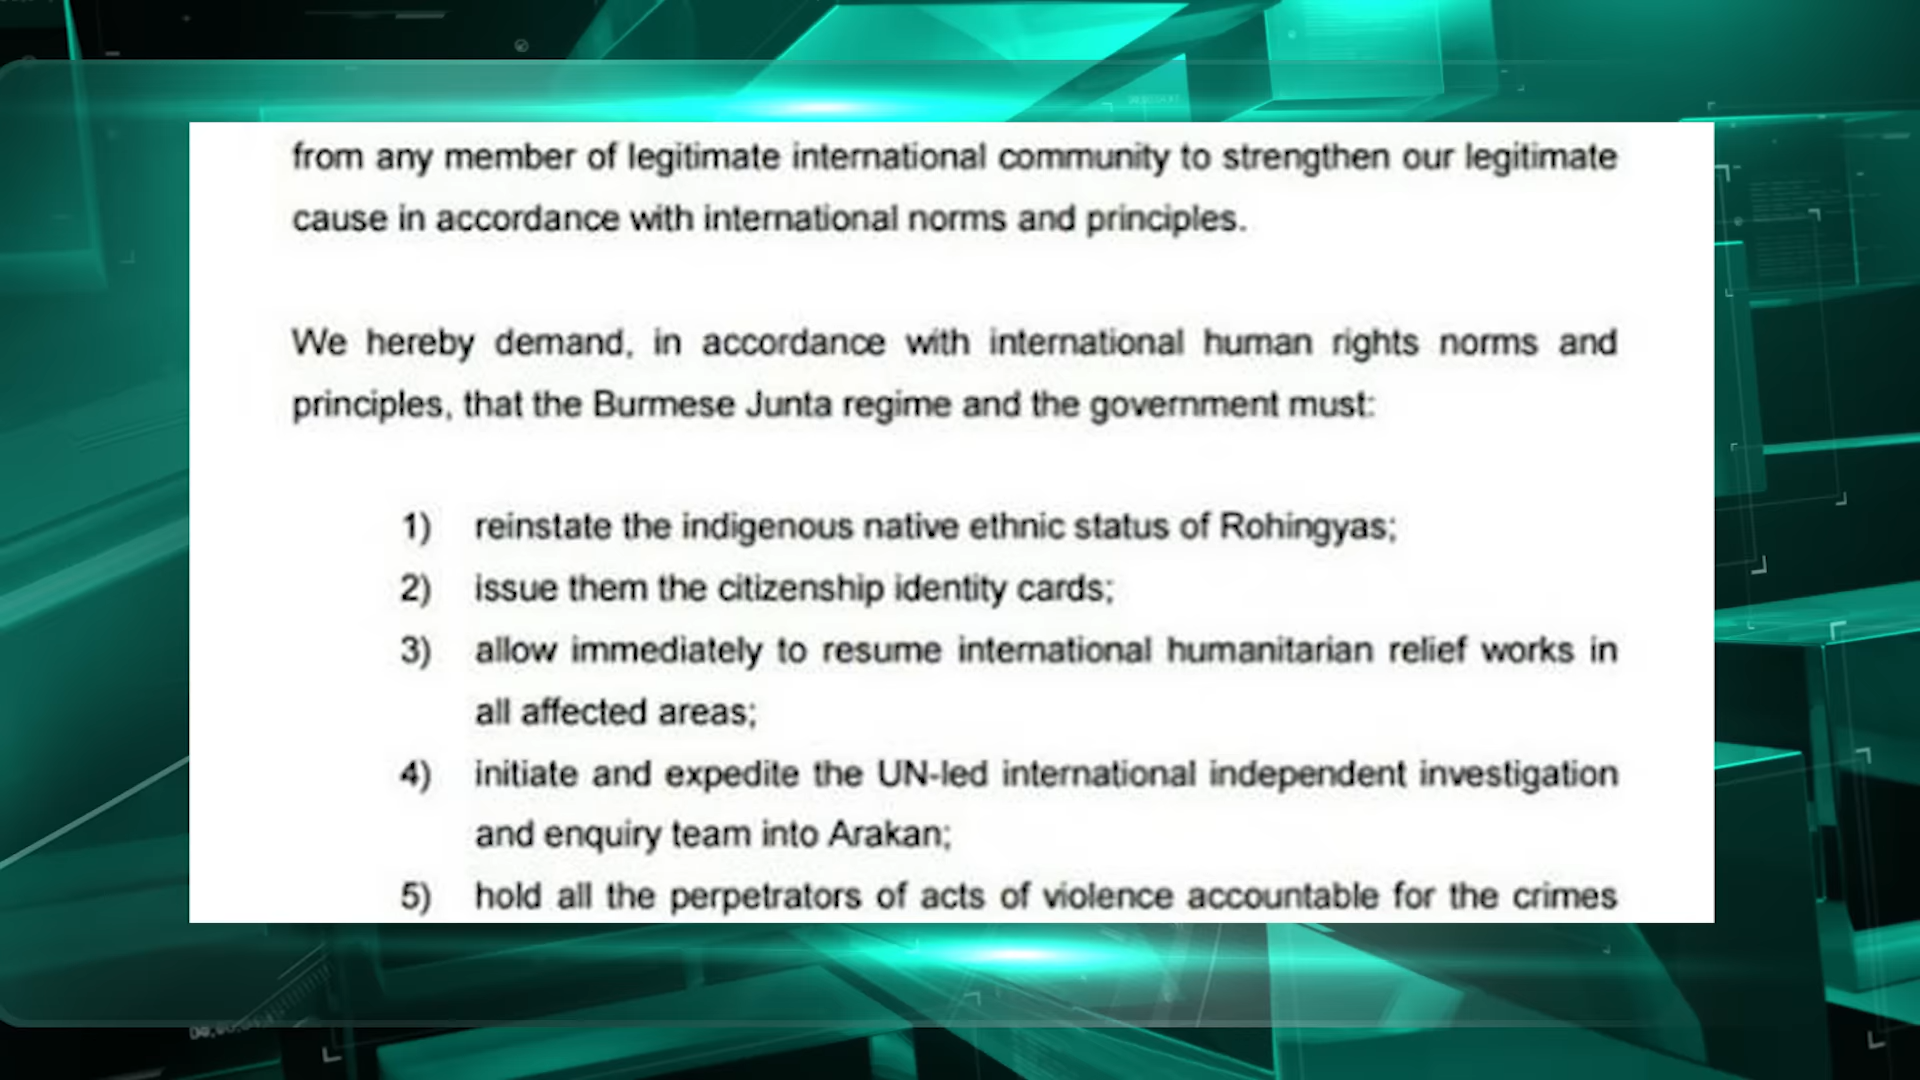 from any member of legitimate international community to strengthen our legitimate
cause in accordance with international norms and principles.
We hereby demand, in accordance with international human rights norms and
principles, that the Burmese Junta regime and the government must:
1) reinstate the indigenous native ethnic status of Rohingyas;
2) issue them the citizenship identity cards;
3) allow immediately to resume international humanitarian relief works in
all affected areas;
4) initiate and expedite the UN-led international independent investigation
and enquiry team into Arakan;
5) hold all the perpetrators of acts of violence accountable for the crimes